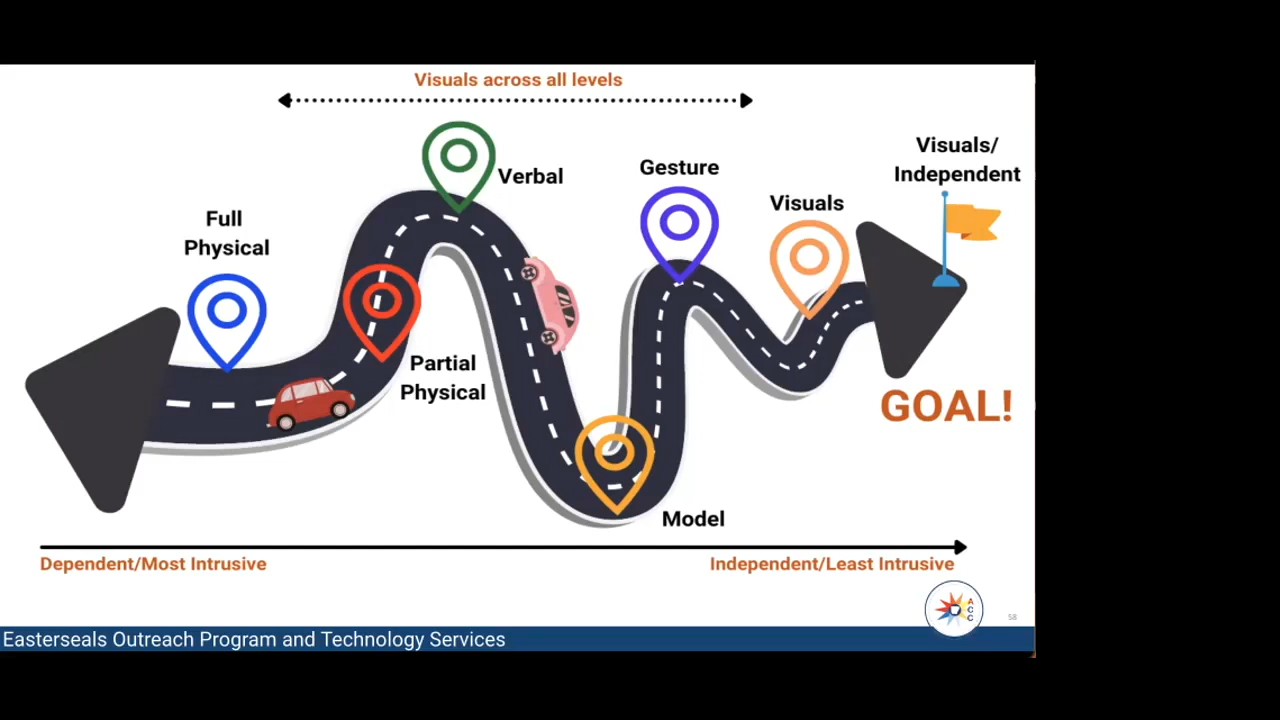 Visuals across all levels
Visuals/
Independent
Verbal
Gesture
Visuals
Full
Physical
Partial
Physical
GOAL!
Model
Dependent/Most Intrusive
Independent/Least Intrusive
A
C
C
58
Easterseals Outreach Program and Technology Services